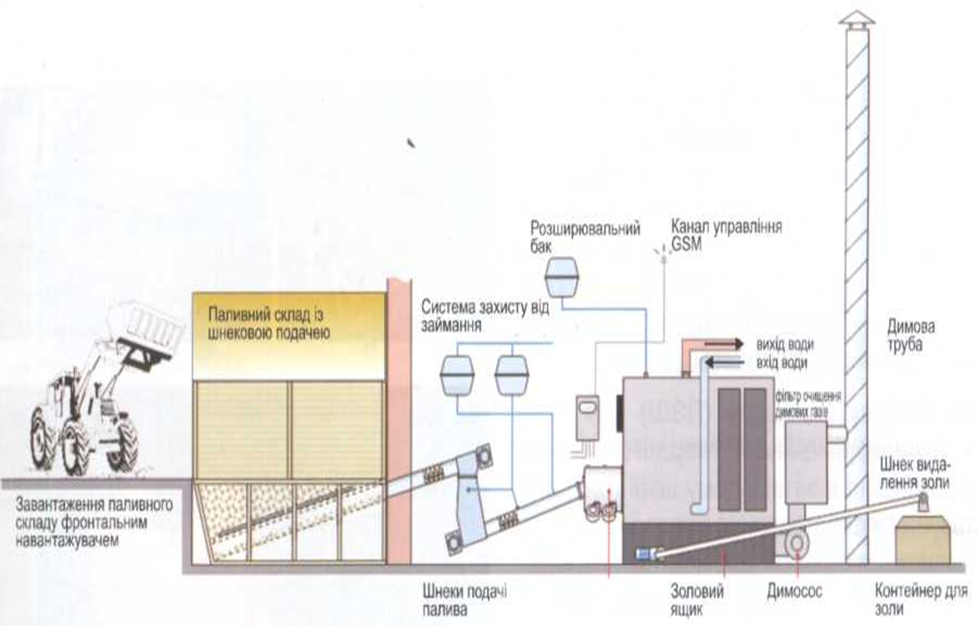 Розширювальний
бак
Канал управління
GSM
Паливний склад із
шнековою подачею
Система захисту від
займання
Димова
труба
вихід води
вхід води
фільтр очищення
димових газів
Шнек вида-
лення золи
Завантаження паливного
складу фронтальним
навантажувачем
Шнеки подачі
палива
Золовий
ящик
Димосос
Контейнер для
золи